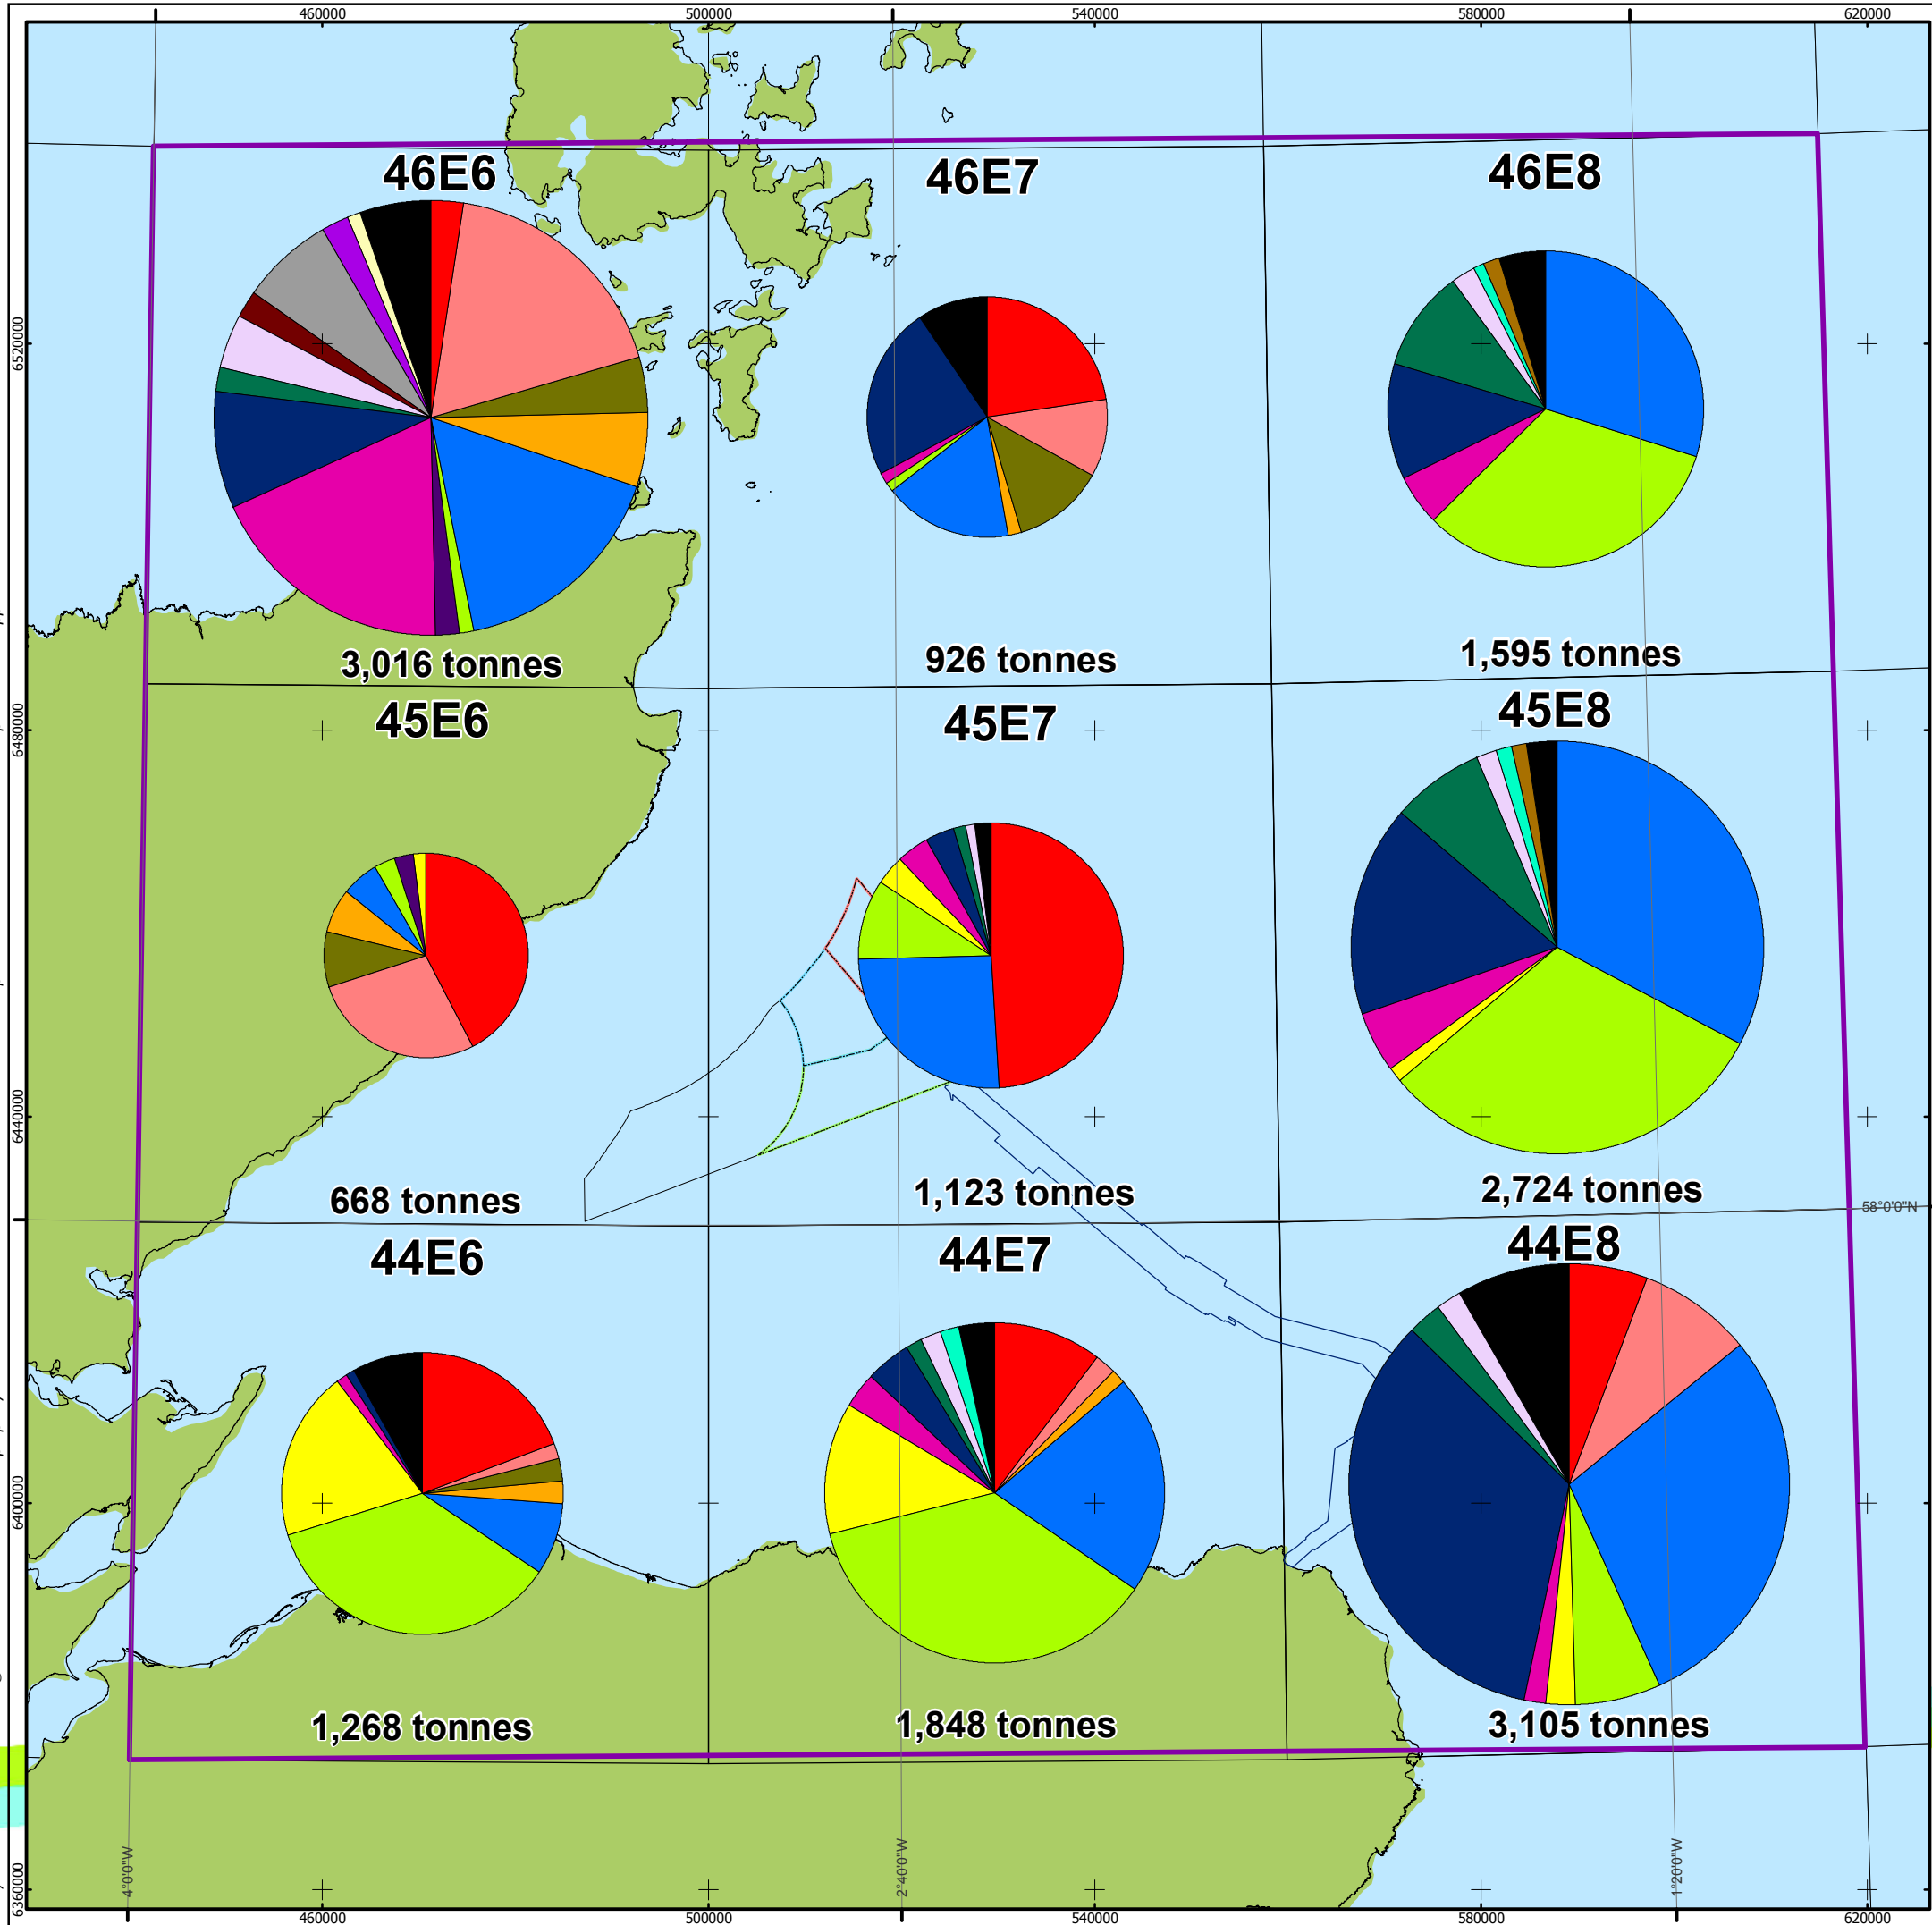 460000 500000 540000 580000 620000
46E6 46E7 46E8
6520000
3,016 tonnes 926 tonnes 1,595 tonnes
45E6 45E7 45E8
6480000
6440000
668 tonnes 1,123 tonnes 2,724 tonnes
58°0'0"N
44E6 44E7 44E8
6400000
1,268 tonnes 1,848 tonnes 3,105 tonnes
6360000
4°0'0"W 2°40'0"W 1°20'0"W
460000 500000 540000 580000 620000